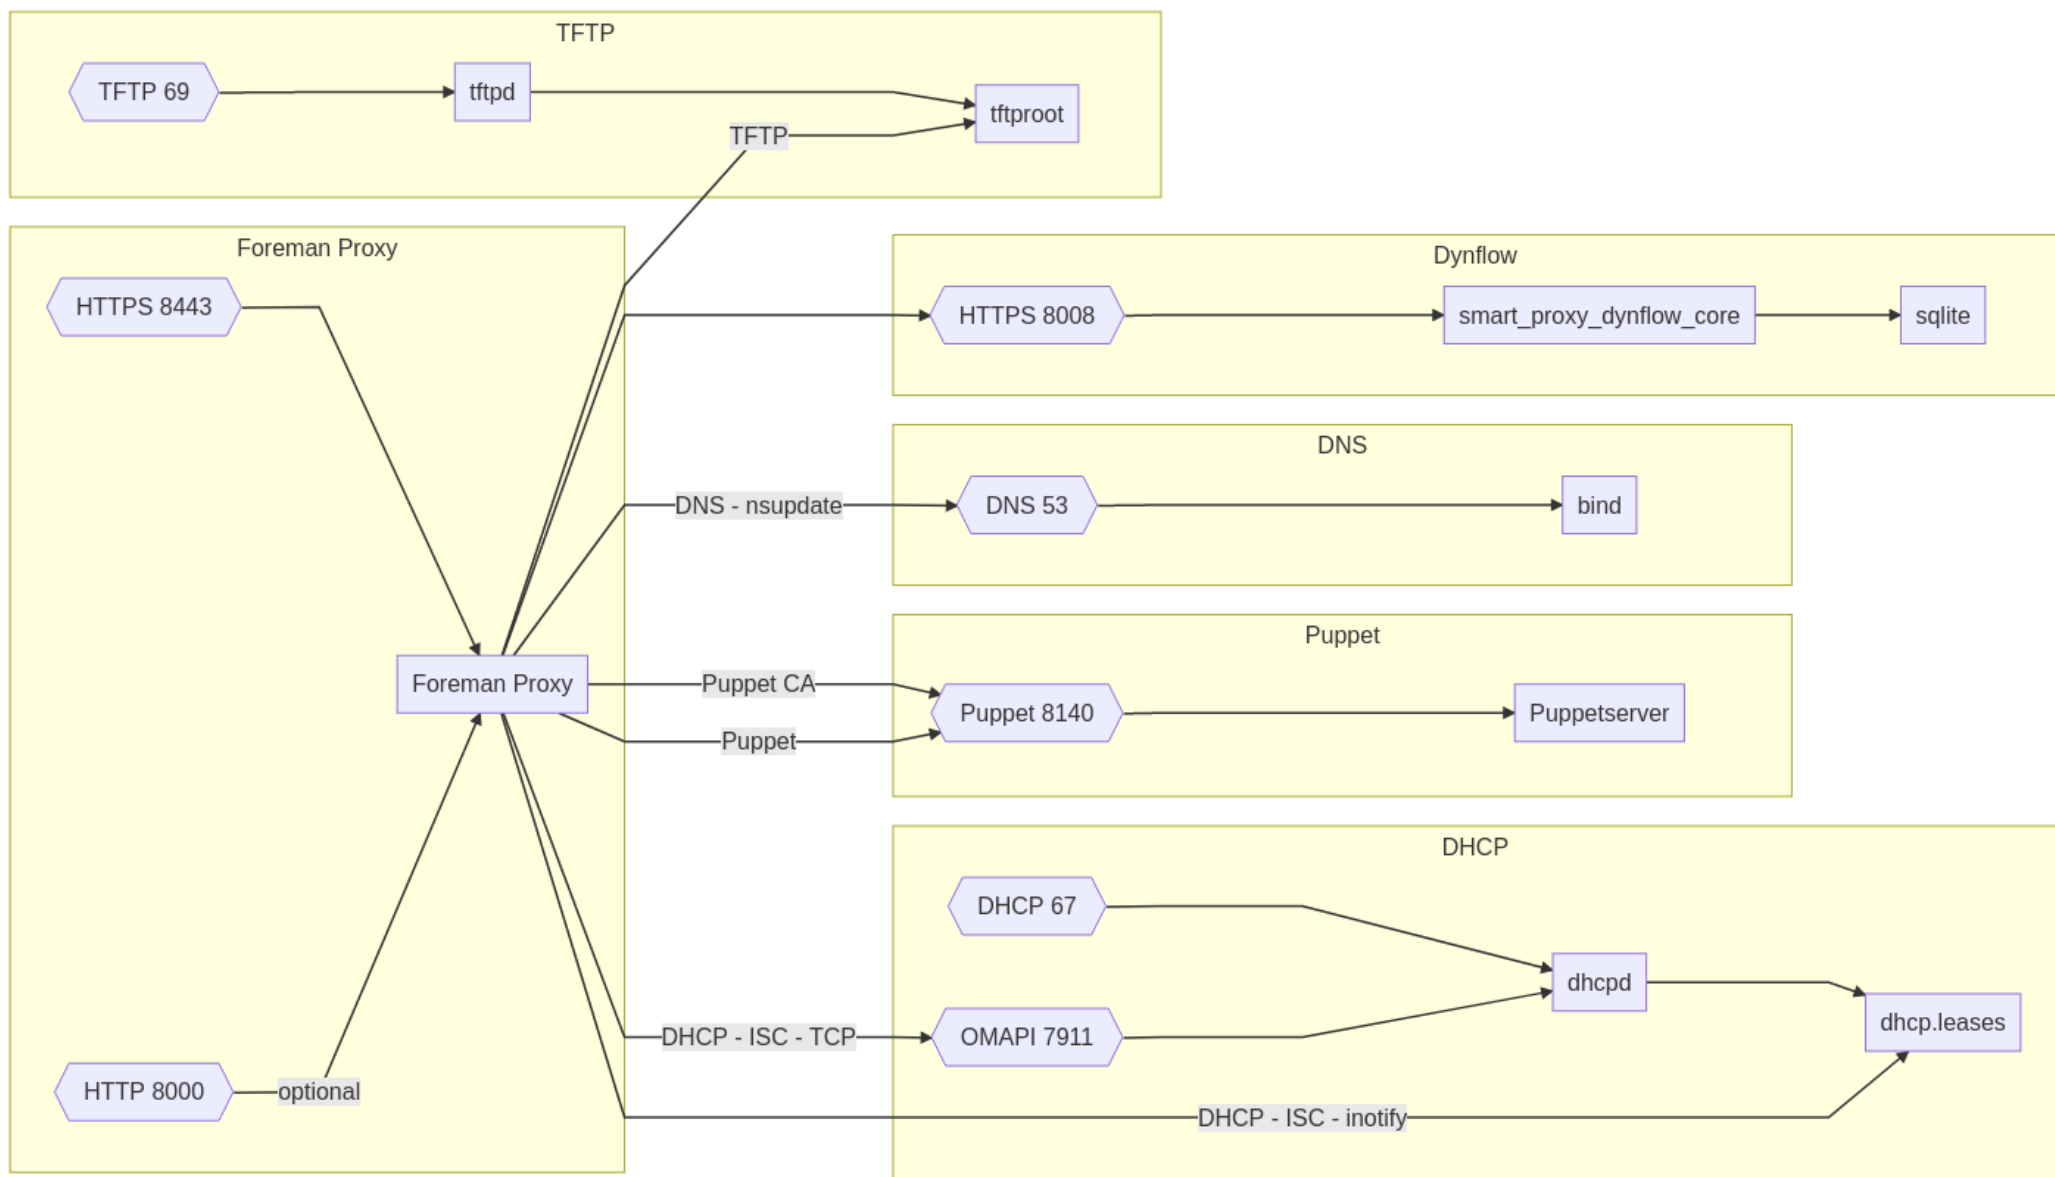 TFTP
TFTP 69
tftpd
tftproot
TFTP
Foreman Proxy
HTTPS 8443
Foreman Proxy
HTTP 8000
optional
Dynflow
HTTPS 8008
smart_proxy_dynflow_core
sqlite
DNS
DNS - nsupdate
DNS 53
bind
Puppet
Puppet CA
Puppet
Puppet 8140
Puppetserver
DHCP
DHCP 67
dhcpd
dhcp.leases
DHCP - ISC - TCP
OMAPI 7911
DHCP - ISC - inotify